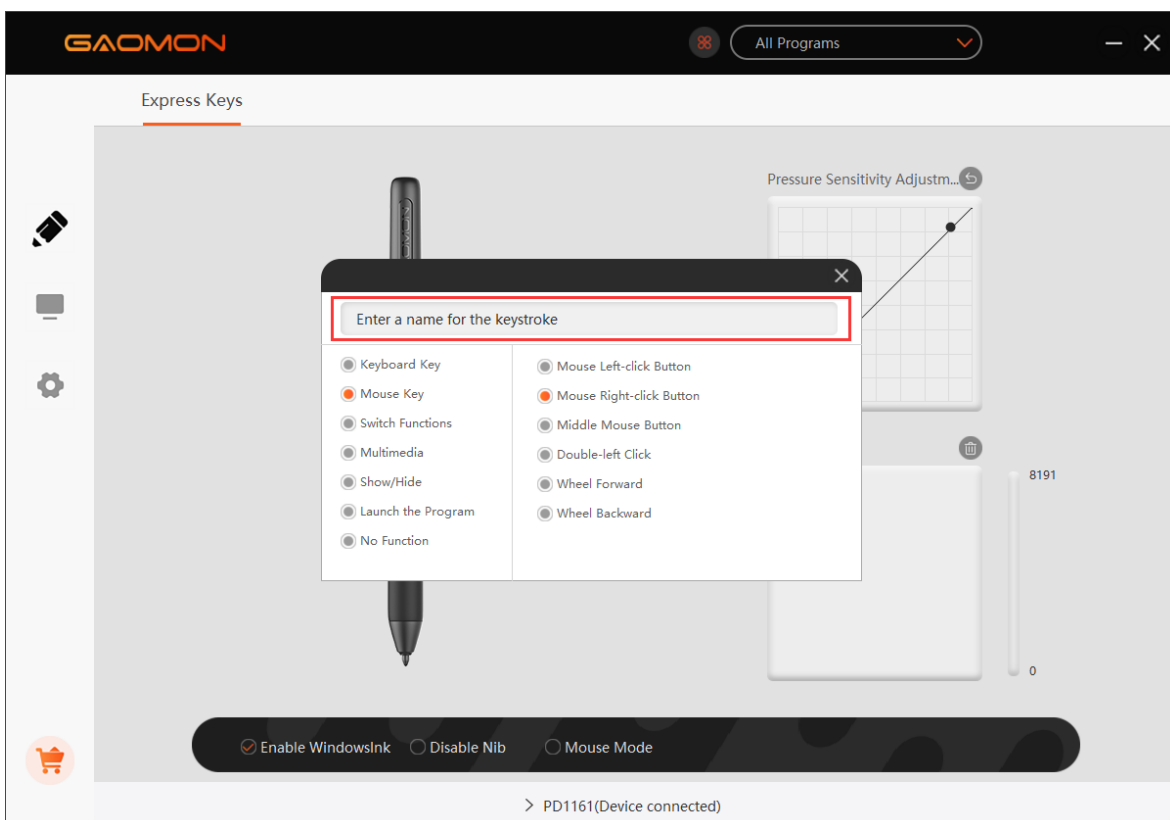 GAOMON
All Programs
Express Keys
Pressure Sensitivity Adjustm...
Enter a name for the keystroke
Keyboard Key
Mouse Key
Switch Functions
Multimedia
Show/Hide
Launch the Program
No Function
Mouse Left-click Button
Mouse Right-click Button
Middle Mouse Button
Double-left Click
Wheel Forward
Wheel Backward
8191
0
Enable WindowsInk Disable Nib Mouse Mode
PD1161(Device connected)